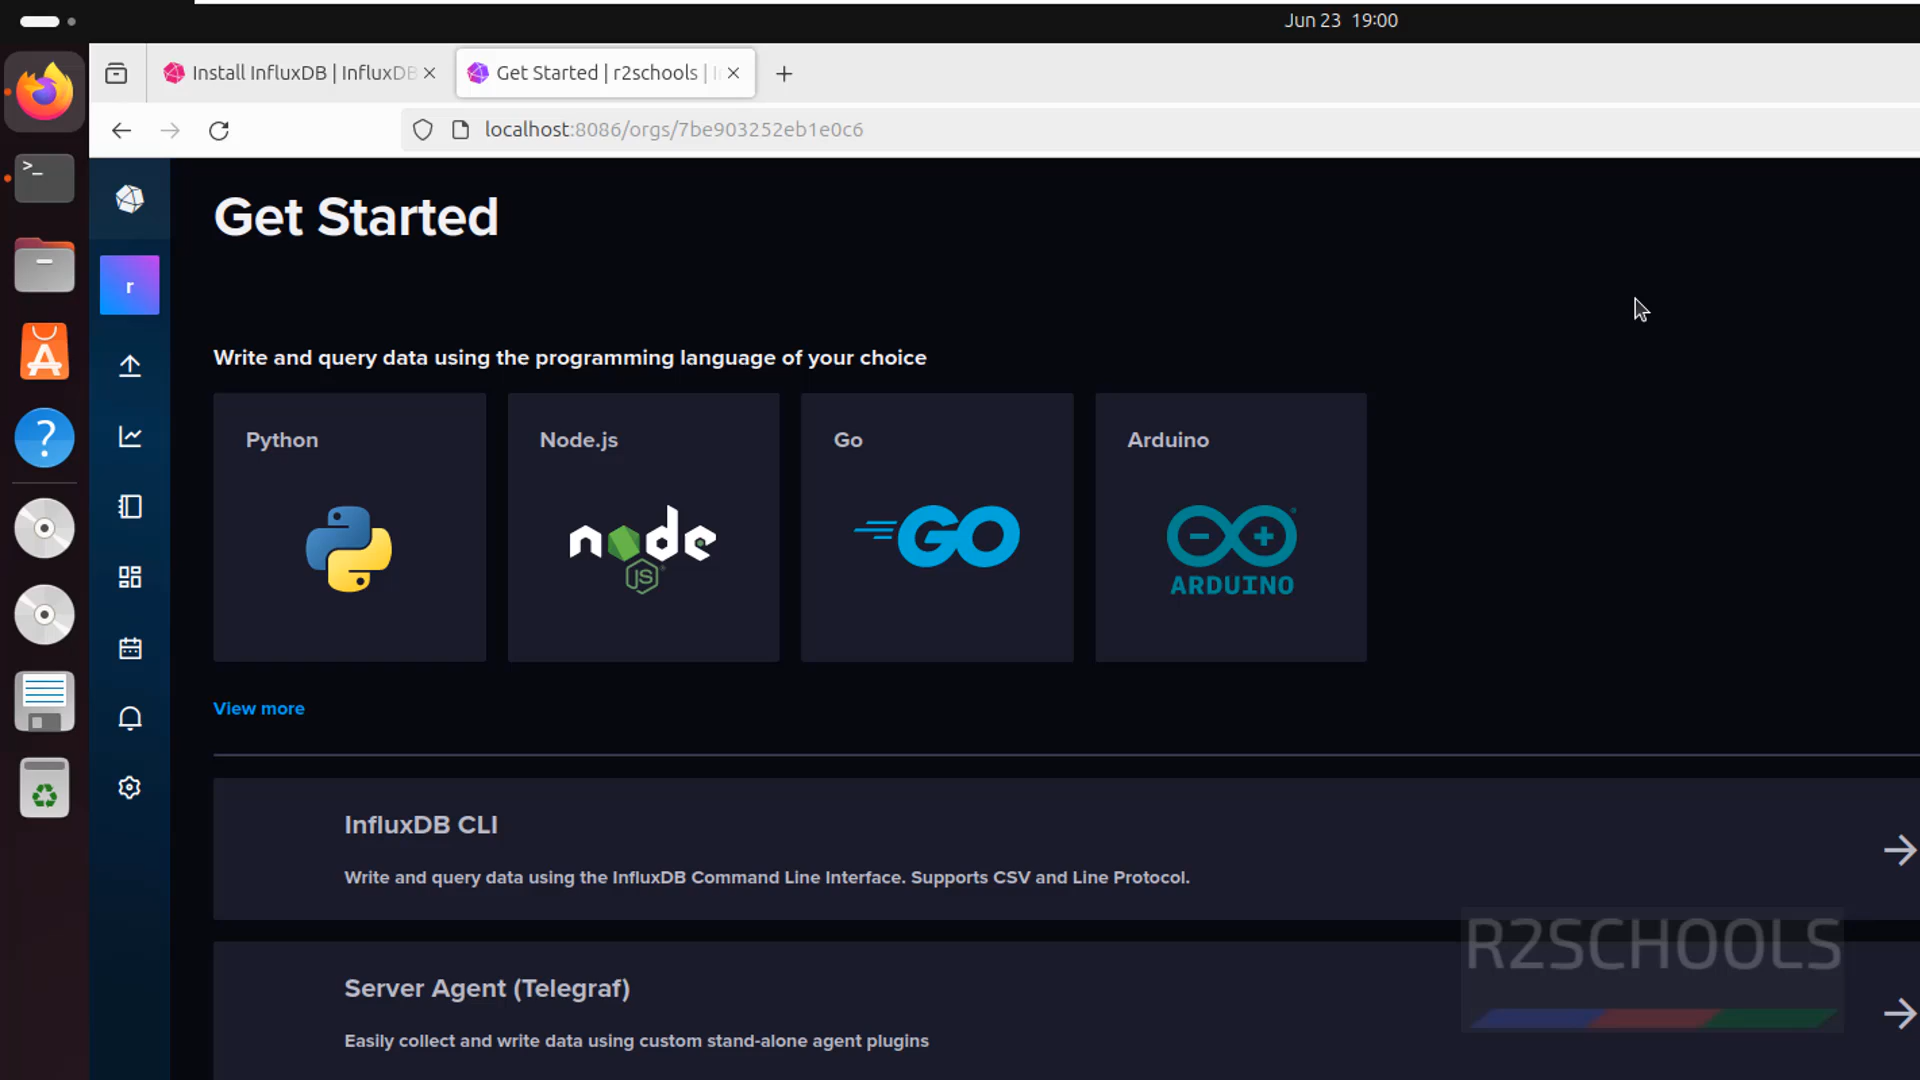 Jun 23 19:00
Install InfluxDB | InfluxDB
Get Started | r2schools |
localhost:8086/orgs/7be903252eb1e0c6
Get Started
r
Write and query data using the programming language of your choice
Python
Node.js
Go
Arduino
node
JS
GO
ARDUINO
View more
InfluxDB CLI
Write and query data using the InfluxDB Command Line Interface. Supports CSV and Line Protocol.
R2SCHOOLS
Server Agent (Telegraf)
Easily collect and write data using custom stand-alone agent plugins